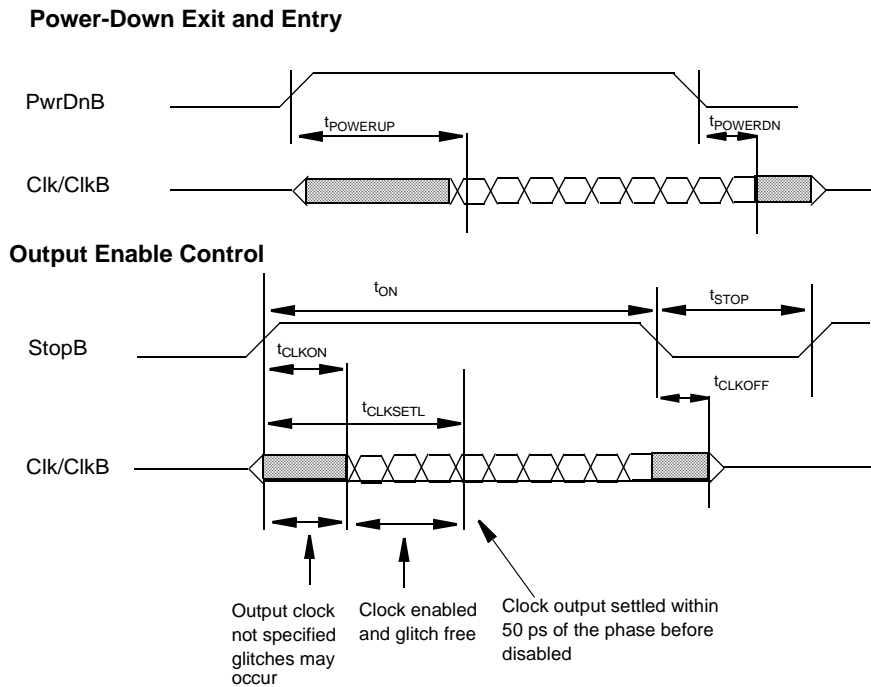 Power-Down Exit and Entry
PwrDnB
tPOWERUP
tPOWERDN
Clk/ClkB
Output Enable Control
tON
tSTOP
StopB
tCLKON
tCLKOFF
tCLKSETL
Clk/ClkB
Output clock
not specified
glitches may
occur
Clock enabled
and glitch free
Clock output settled within
50 ps of the phase before
disabled